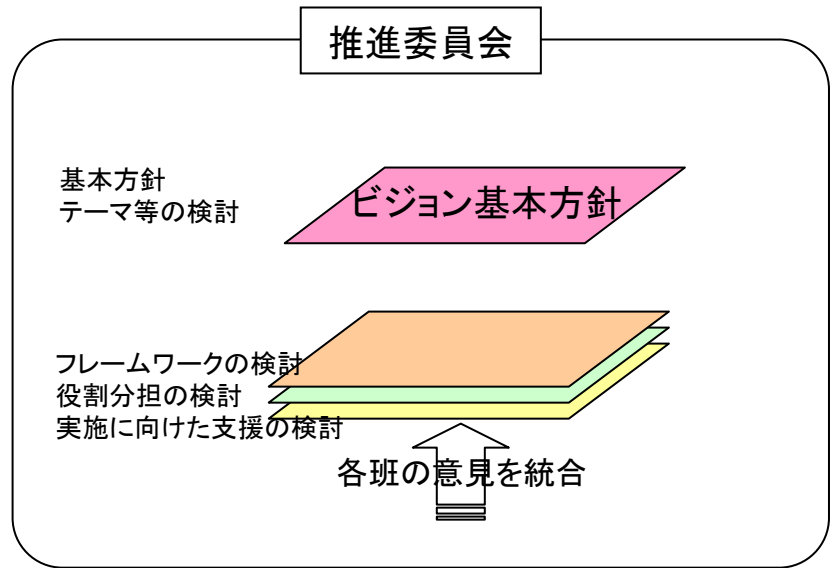 推進委員会
基本方針
テーマ等の検討
ビジョン基本方針
フレームワークの検討
役割分担の検討
実施に向けた支援の検討
各班の意見を統合